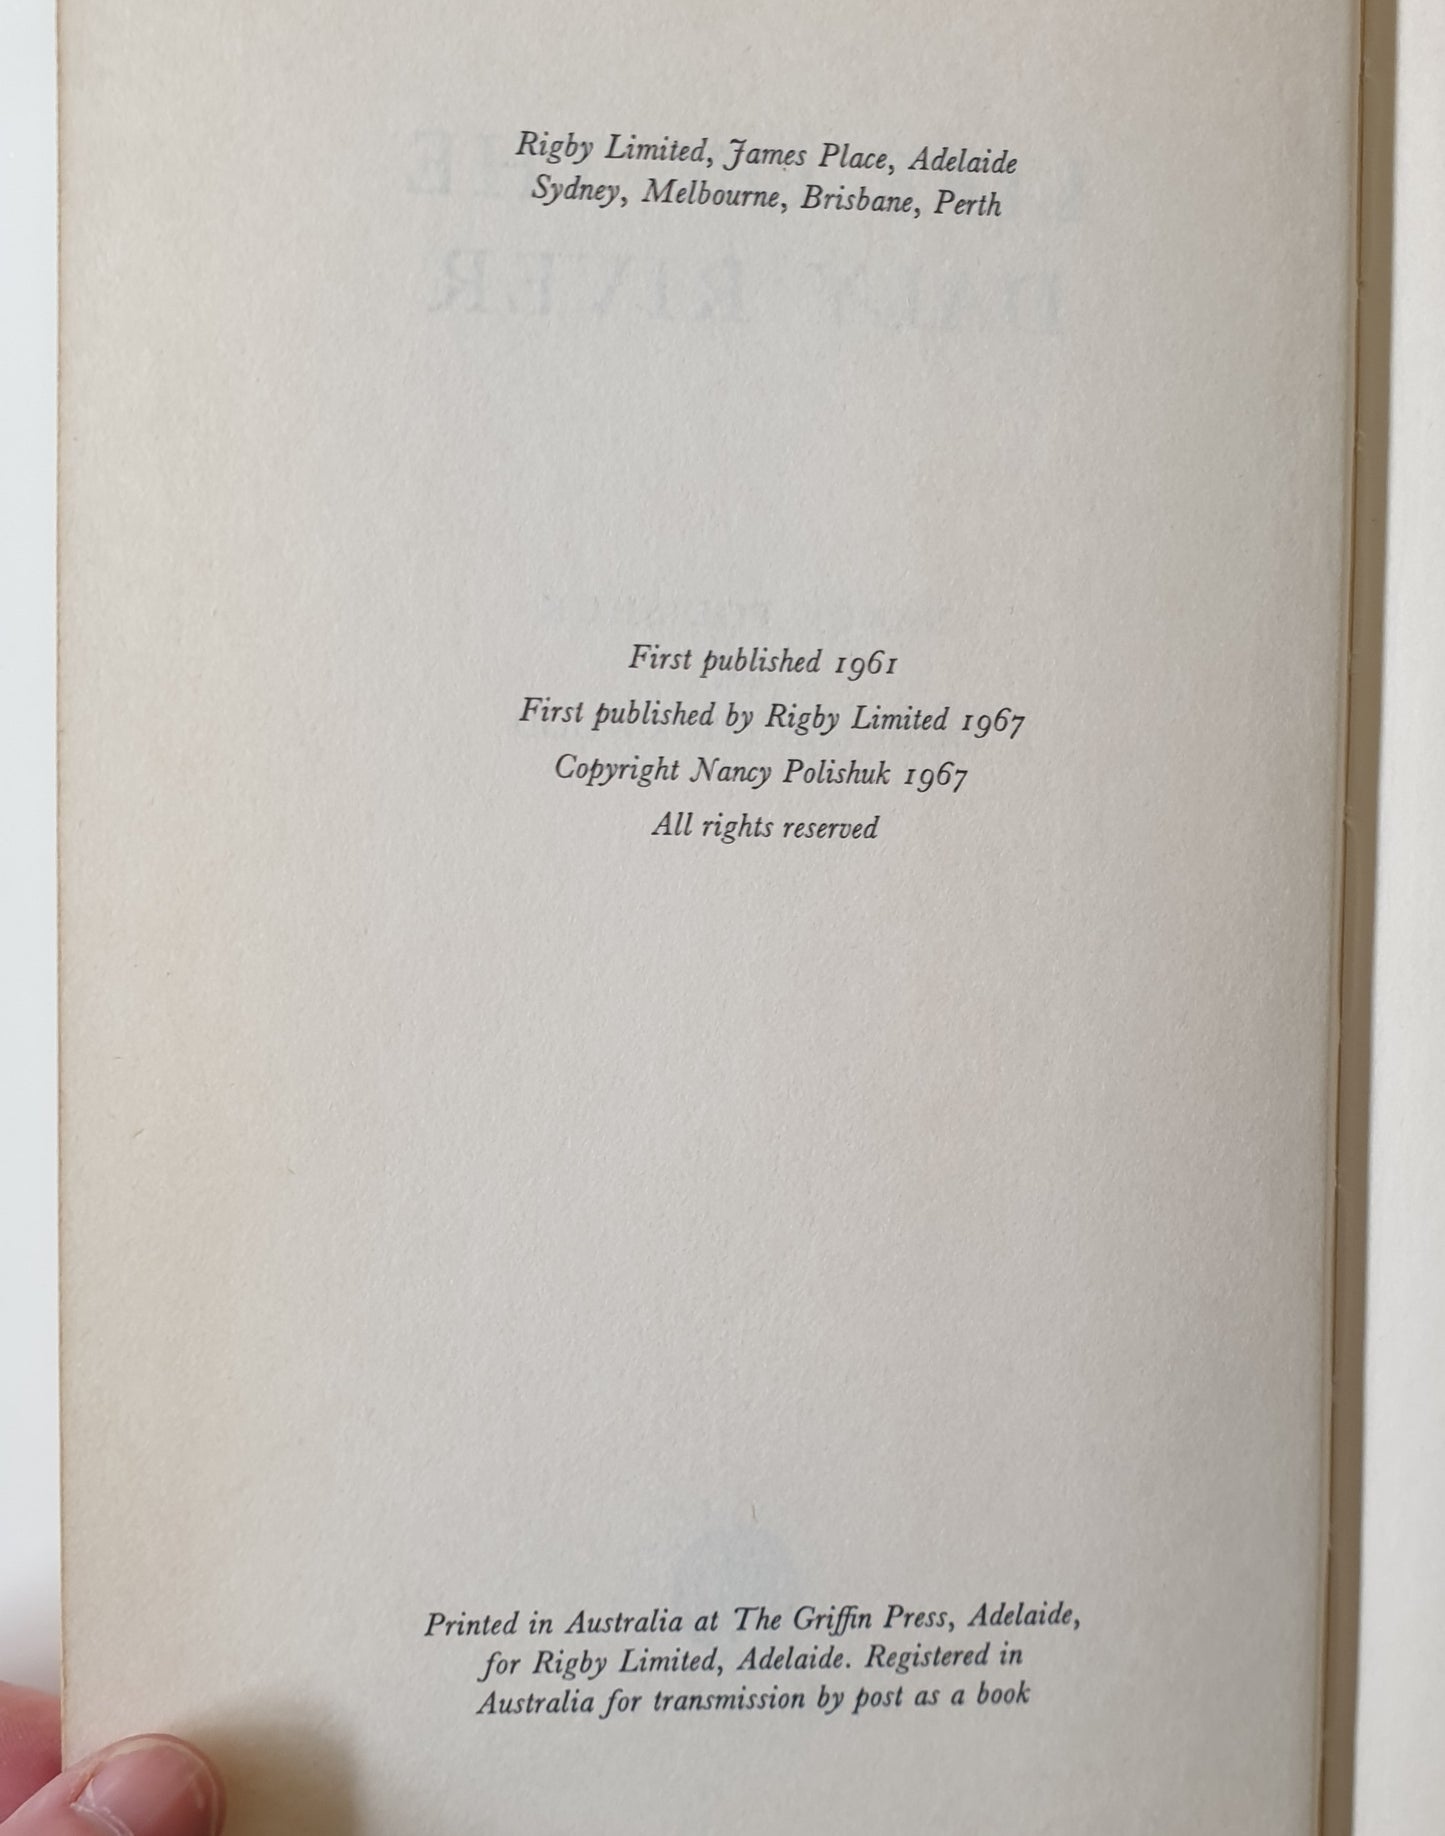 Rigby Limited, James Place, Adelaide
Sydney, Melbourne, Brisbane, Perth
First published 1961
First published by Rigby Limited 1967
Copyright Nancy Polishuk 1967
All rights reserved
Printed in Australia at The Griffin Press, Adelaide,
for Rigby Limited, Adelaide. Registered in
Australia for transmission by post as a book